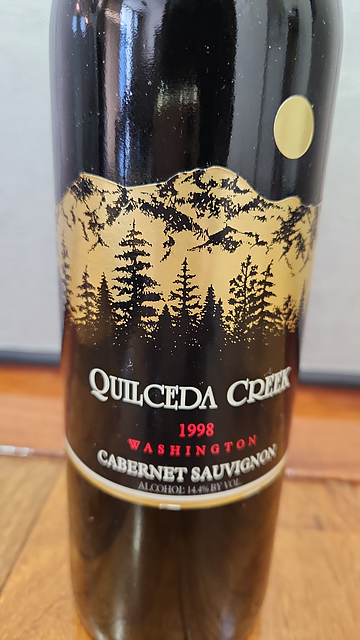 QUILCEDA CREEK
1998
WASHINGTON
CABERNET SAUVIGNON
ALCOHOL 14.4% BY VOL